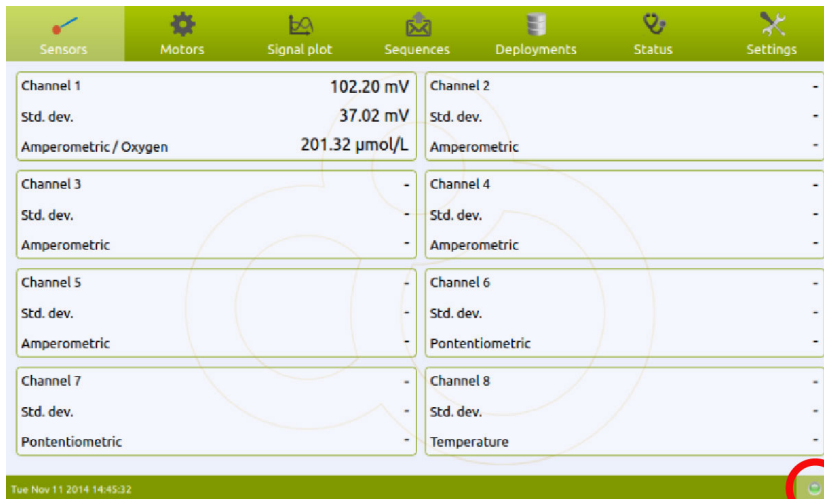 Sensors Motors Signal plot Sequences Deployments Status Settings
Channel 1 102.20 mV
Std. dev. 37.02 mV
Amperometric / Oxygen 201.32 µmol/L
Channel 2 -
Std. dev. -
Amperometric -
Channel 3 -
Std. dev. -
Amperometric -
Channel 4 -
Std. dev. -
Amperometric -
Channel 5 -
Std. dev. -
Amperometric -
Channel 6 -
Std. dev. -
Pontentiometric -
Channel 7 -
Std. dev. -
Pontentiometric -
Channel 8 -
Std. dev. -
Temperature -
Tue Nov 11 2014 14:45:32